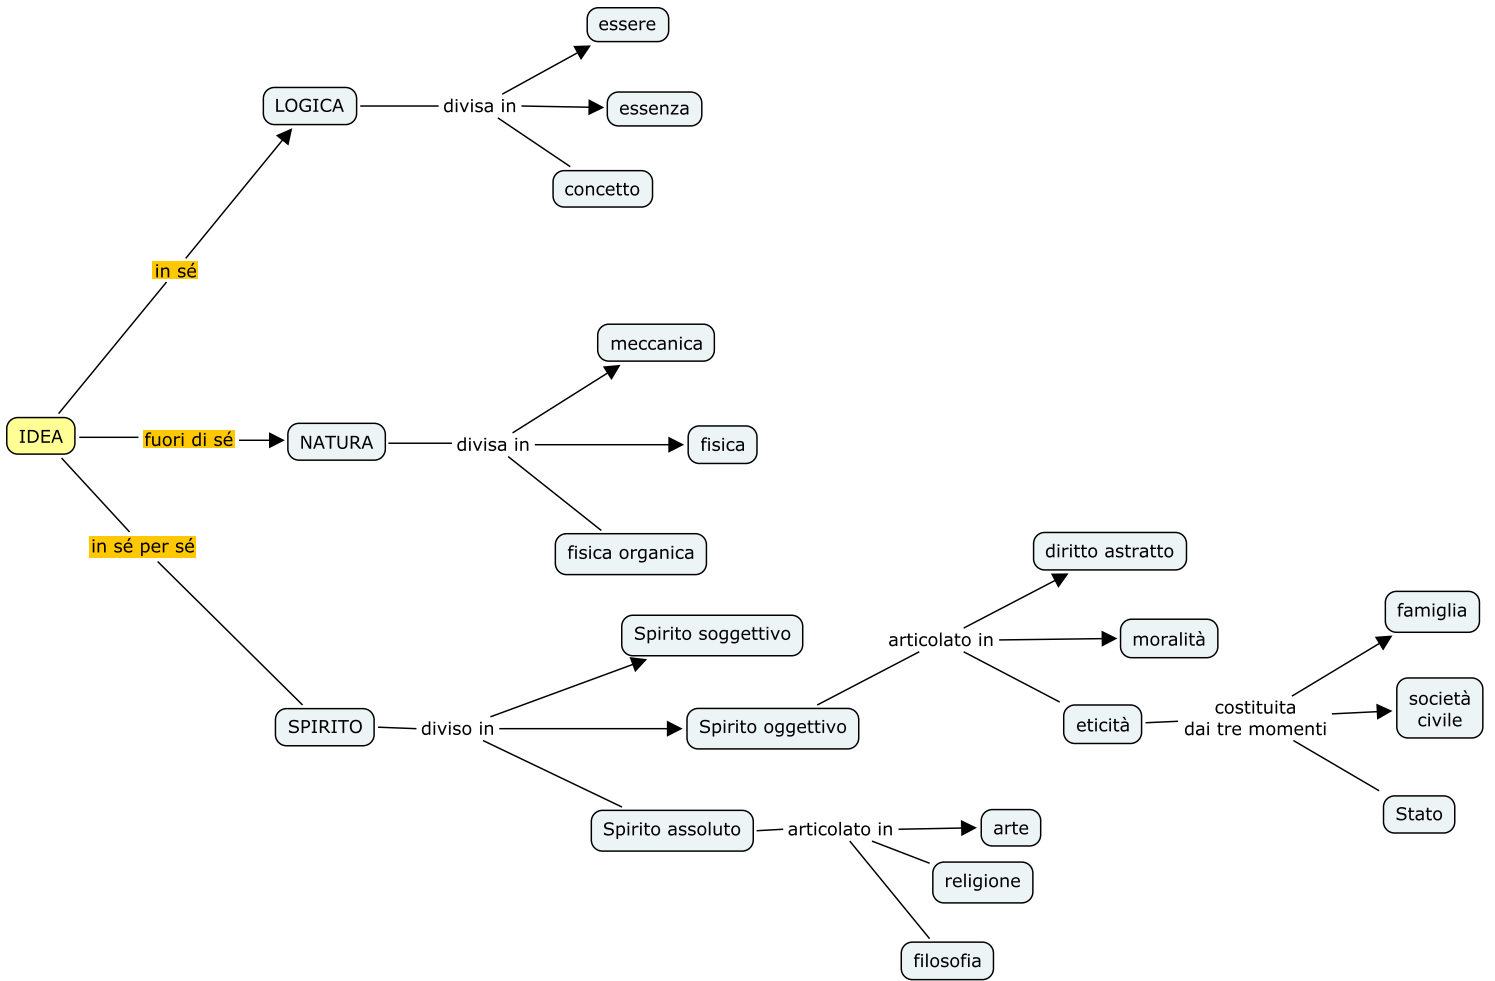 IDEA
in sé
LOGICA
divisa in
essere
essenza
concetto
fuori di sé
NATURA
divisa in
meccanica
fisica
fisica organica
in sé per sé
SPIRITO
diviso in
Spirito soggettivo
Spirito oggettivo
articolato in
diritto astratto
moralità
eticità
costituita
dai tre momenti
famiglia
società
civile
Stato
Spirito assoluto
articolato in
arte
religione
filosofia